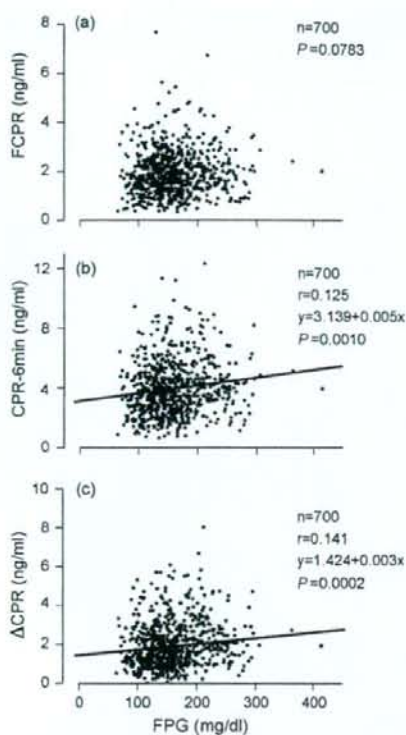 (a)
n=700
P=0.0783
FCPR (ng/ml)
8
6
4
2
0
(b)
n=700
r=0.125
y=3.139+0.005x
P=0.0010
CPR-6min (ng/ml)
12
8
4
0
(c)
n=700
r=0.141
y=1.424+0.003x
P=0.0002
ΔCPR (ng/ml)
10
8
6
4
2
0
0 100 200 300 400
FPG (mg/dl)